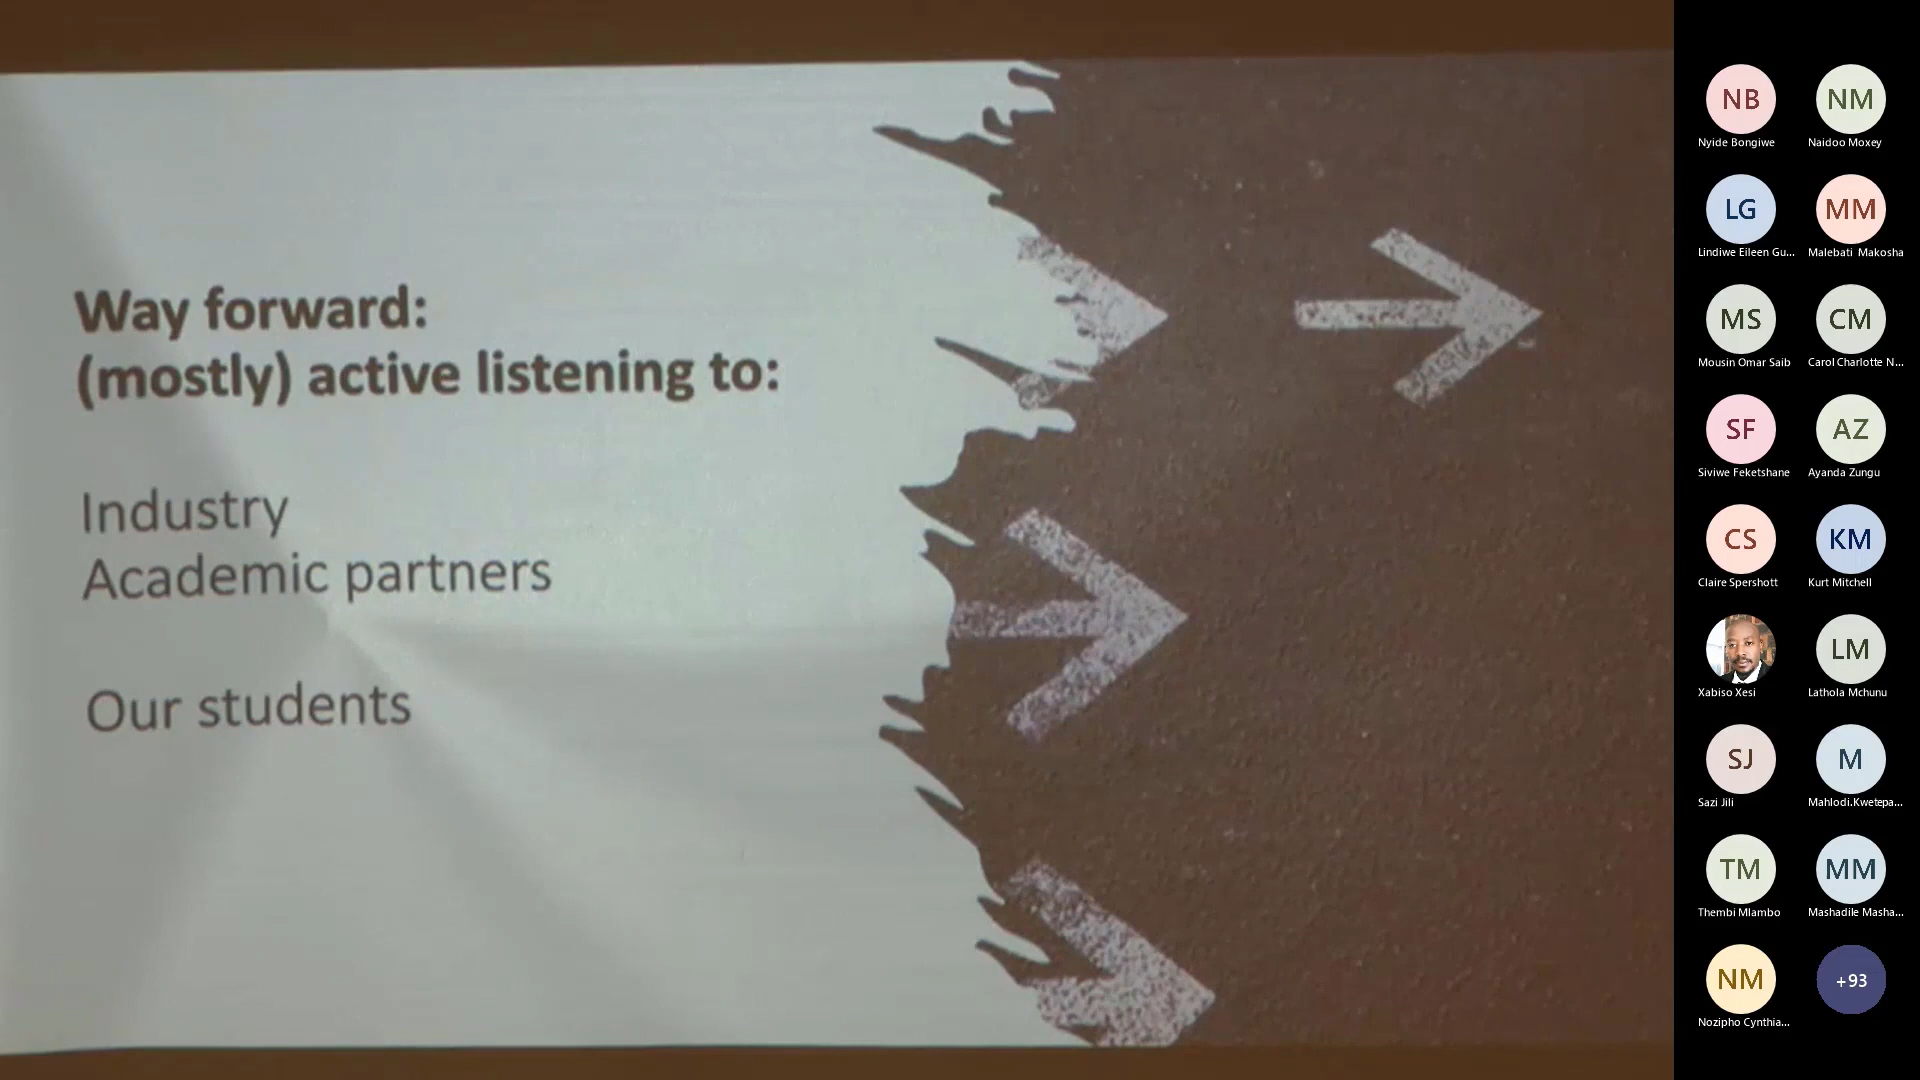 Way forward:
(mostly) active listening to:
Industry
Academic partners
Our students
NB
NM
Nyide Bongiwe
Naidoo Moxey
LG
MM
Lindiwe Eileen Gu...
Malebati Makosha
MS
CM
Mousin Omar Saib
Carol Charlotte N...
SF
AZ
Siviwe Feketshane
Ayanda Zungu
CS
KM
Claire Spershott
Kurt Mitchell
LM
Xabiso Xesi
Lathola Mchunu
SJ
M
Sazi Jili
Mahlodi.Kwetepa...
TM
MM
Thembi Mlambo
Mashadile Masha...
NM
+93
Nozipho Cynthia...